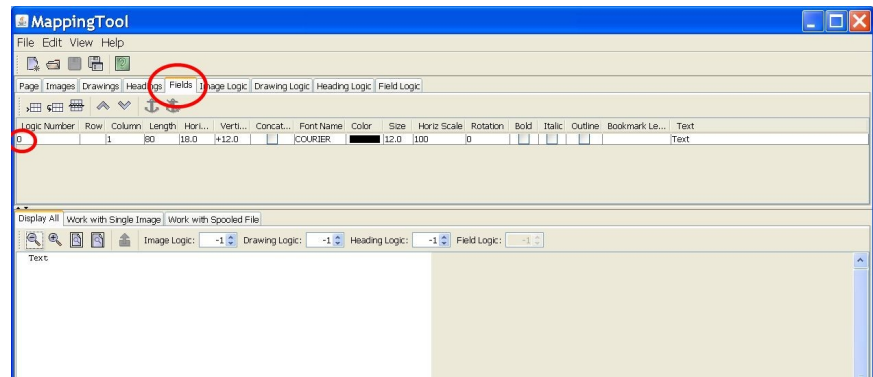 MappingTool
File Edit View Help
Page Images Drawings Headings Fields Image Logic Drawing Logic Heading Logic Field Logic
Logic Number Row Column Length Hori... Verti... Concat... Font Name Color Size Horiz Scale Rotation Bold Italic Outline Bookmark Le... Text
0 1 80 18.0 +12.0 COURIER 12.0 100 0 Text
Display All Work with Single Image Work with Spooled File
Image Logic: -1 Drawing Logic: -1 Heading Logic: -1 Field Logic: -1
Text